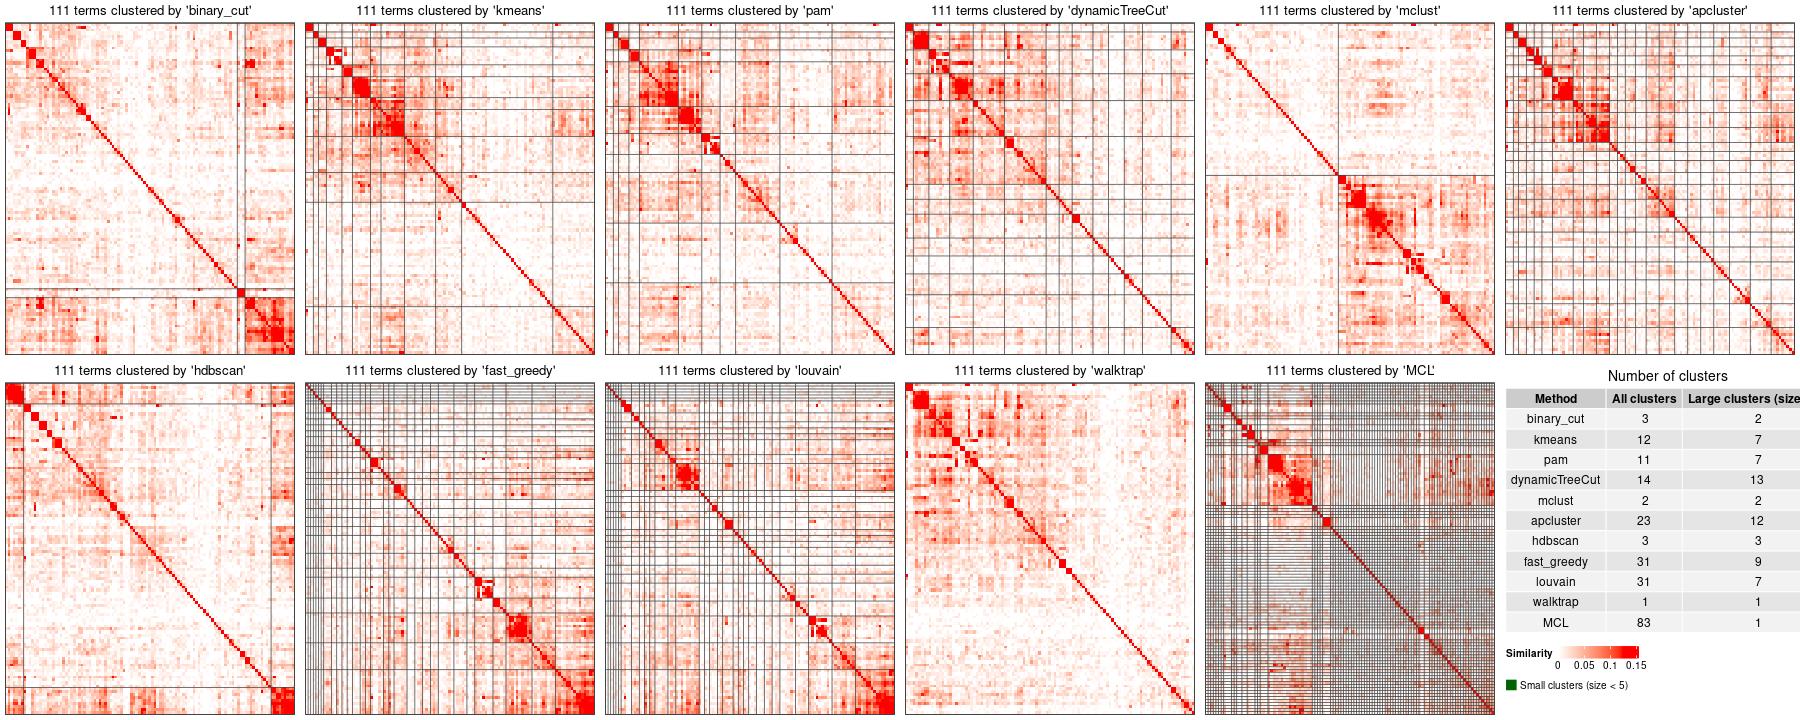 111 terms clustered by 'binary_cut'
111 terms clustered by 'kmeans'
111 terms clustered by 'pam'
111 terms clustered by 'dynamicTreeCut'
111 terms clustered by 'mclust'
111 terms clustered by 'apcluster'
111 terms clustered by 'hdbscan'
111 terms clustered by 'fast_greedy'
111 terms clustered by 'louvain'
111 terms clustered by 'walktrap'
111 terms clustered by 'MCL'
Number of clusters
Method All clusters Large clusters (size
binary_cut 3 2
kmeans 12 7
pam 11 7
dynamicTreeCut 14 13
mclust 2 2
apcluster 23 12
hdbscan 3 3
fast_greedy 31 9
louvain 31 7
walktrap 1 1
MCL 83 1
Similarity
0 0.05 0.1 0.15
Small clusters (size < 5)